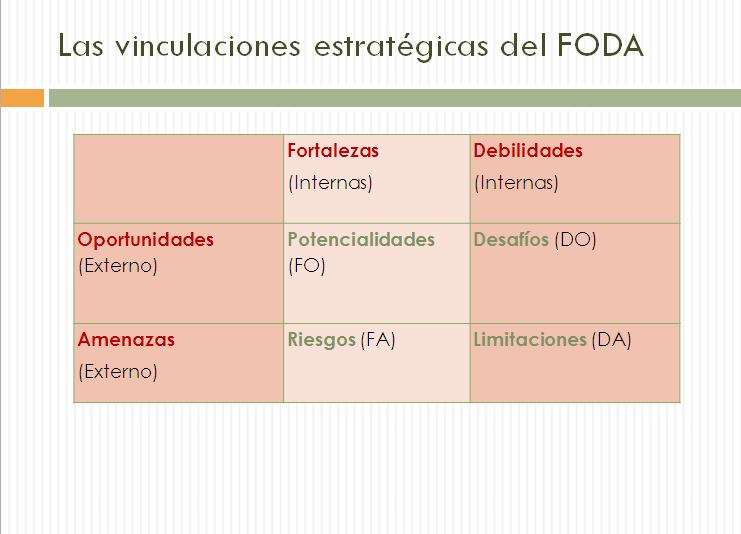 Las vinculaciones estratégicas del FODA
Fortalezas
(Internas)
Debilidades
(Internas)
Oportunidades
(Externo)
Potencialidades
(FO)
Desafíos (DO)
Amenazas
(Externo)
Riesgos (FA)
Limitaciones (DA)